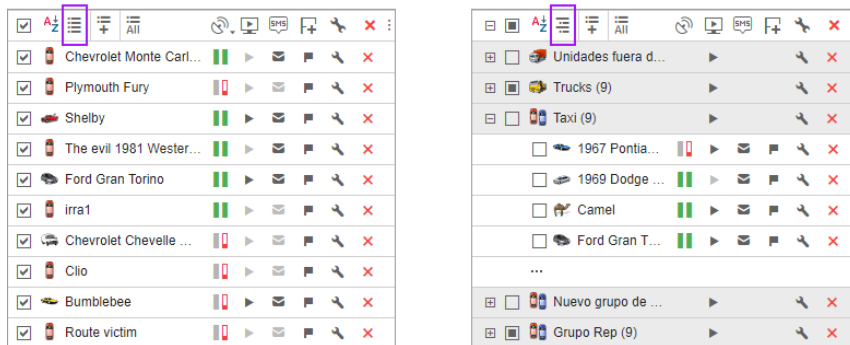 A Z All SMS
Chevrolet Monte Carl...
Plymouth Fury
Shelby
The evil 1981 Wester...
Ford Gran Torino
irra1
Chevrolet Chevelle ...
Clio
Bumblebee
Route victim
A Z All SMS
Unidades fuera d...
Trucks (9)
Taxi (9)
1967 Pontia...
1969 Dodge ...
Camel
Ford Gran T...
...
Nuevo grupo de ...
Grupo Rep (9)